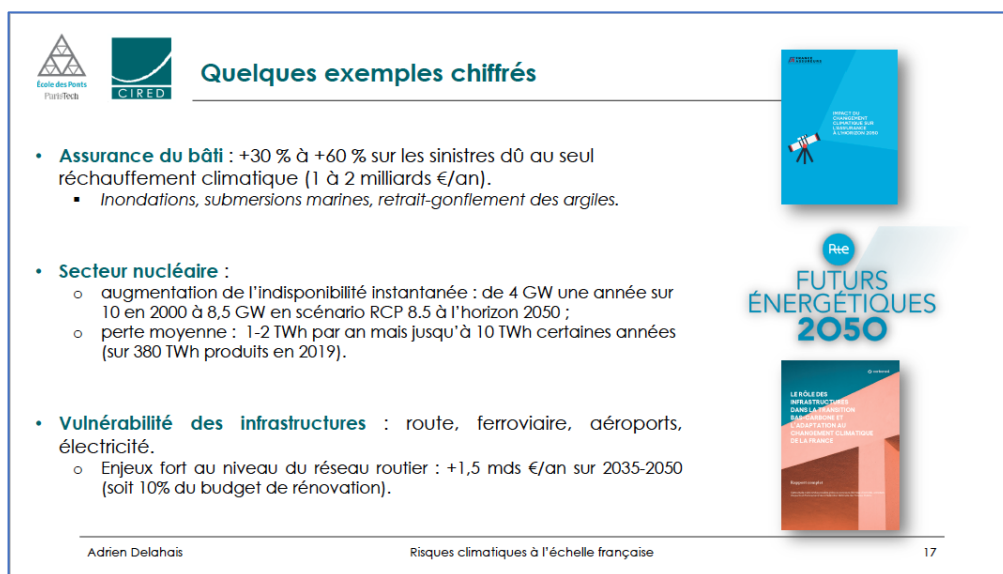 École des Ponts
ParisTech
CIRED
Quelques exemples chiffrés
IMPACT DU
CHANGEMENT
CLIMATIQUE SUR
L'ASSURANCE
À L'HORIZON 2050
• Assurance du bâti : +30 % à +60 % sur les sinistres dû au seul
réchauffement climatique (1 à 2 milliards €/an).
▪ Inondations, submersions marines, retrait-gonflement des argiles.
Rte
FUTURS
ÉNERGÉTIQUES
2050
• Secteur nucléaire :
o augmentation de l'indisponibilité instantanée : de 4 GW une année sur
10 en 2000 à 8,5 GW en scénario RCP 8.5 à l'horizon 2050 ;
o perte moyenne : 1-2 TWh par an mais jusqu'à 10 TWh certaines années
(sur 380 TWh produits en 2019).
LE RÔLE DES
INFRASTRUCTURES
DANS LA TRANSITION
BAS-CARBONE ET
L'ADAPTATION AU
CHANGEMENT CLIMATIQUE
DE LA FRANCE
• Vulnérabilité des infrastructures : route, ferroviaire, aéroports,
électricité.
o Enjeux fort au niveau du réseau routier : +1,5 mds €/an sur 2035-2050
(soit 10% du budget de rénovation).
Adrien Delahais
Risques climatiques à l'échelle française
17